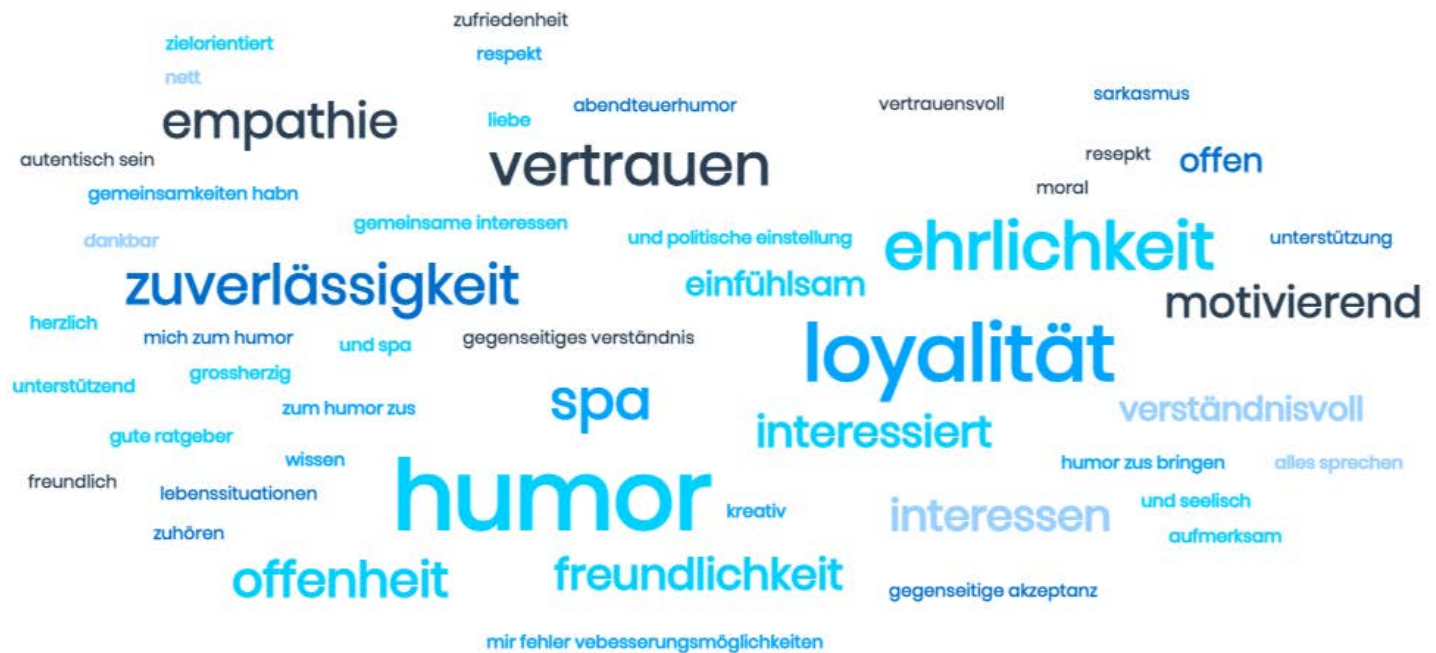 zufriedenheit
zielorientiert
respekt
nett
sarkasmus
empathie
abendteuerhumor
vertrauensvoll
liebe
autentisch sein
vertrauen
resepkt
offen
moral
gemeinsamkeiten habn
gemeinsame interessen
dankbar
und politische einstellung
ehrlichkeit
unterstützung
zuverlässigkeit
einfühlsam
motivierend
herzlich
mich zum humor
und spa
gegenseitiges verständnis
loyalität
grossherzig
unterstützend
zum humor zus
spa
verständnisvoll
gute ratgeber
interessiert
wissen
humor zus bringen
alles sprechen
freundlich
lebenssituationen
humor
kreativ
interessen
und seelisch
zuhören
aufmerksam
offenheit
freundlichkeit
gegenseitige akzeptanz
mir fehler vebesserungsmöglichkeiten